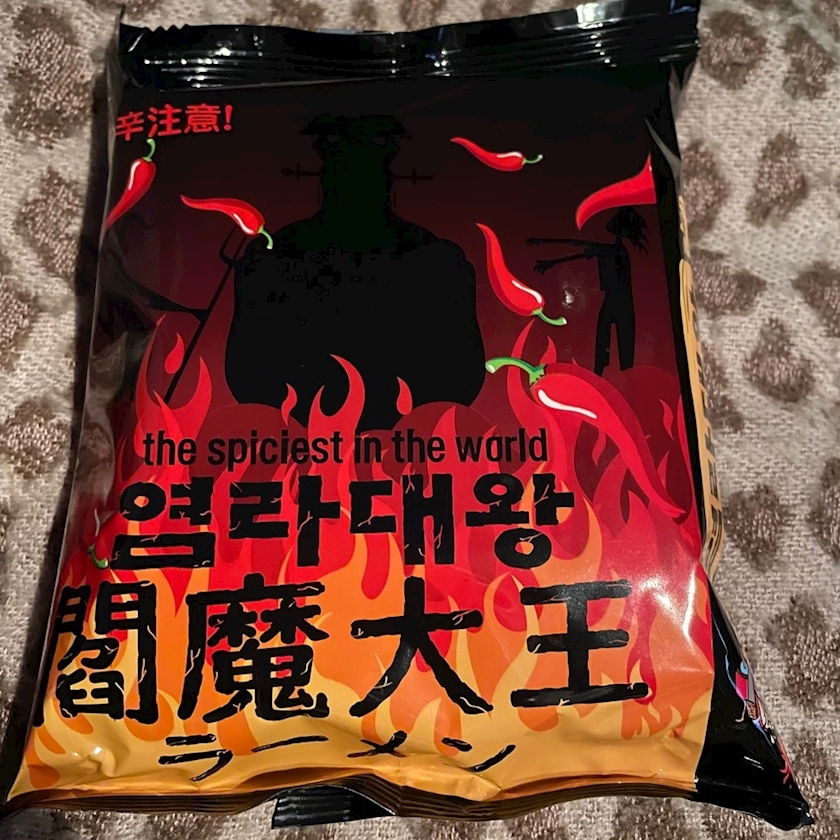 辛注意!
the spiciest in the world
염라대왕
閻魔大王
ラーメン